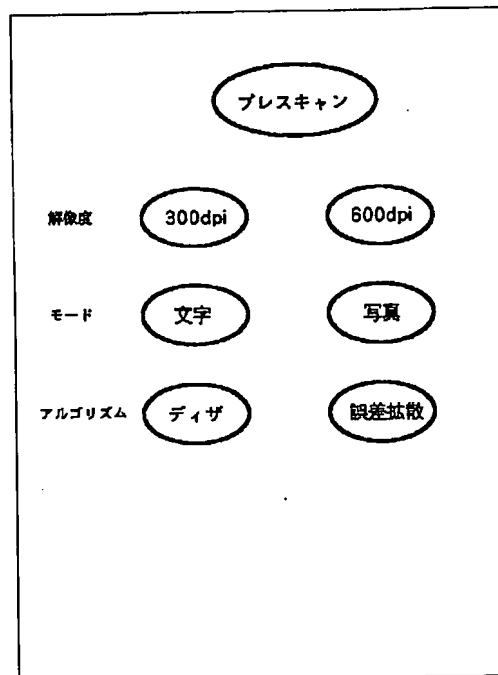 プレスキャン
解像度 300dpi 600dpi
モード 文字 写真
アルゴリズム ディザ 誤差拡散